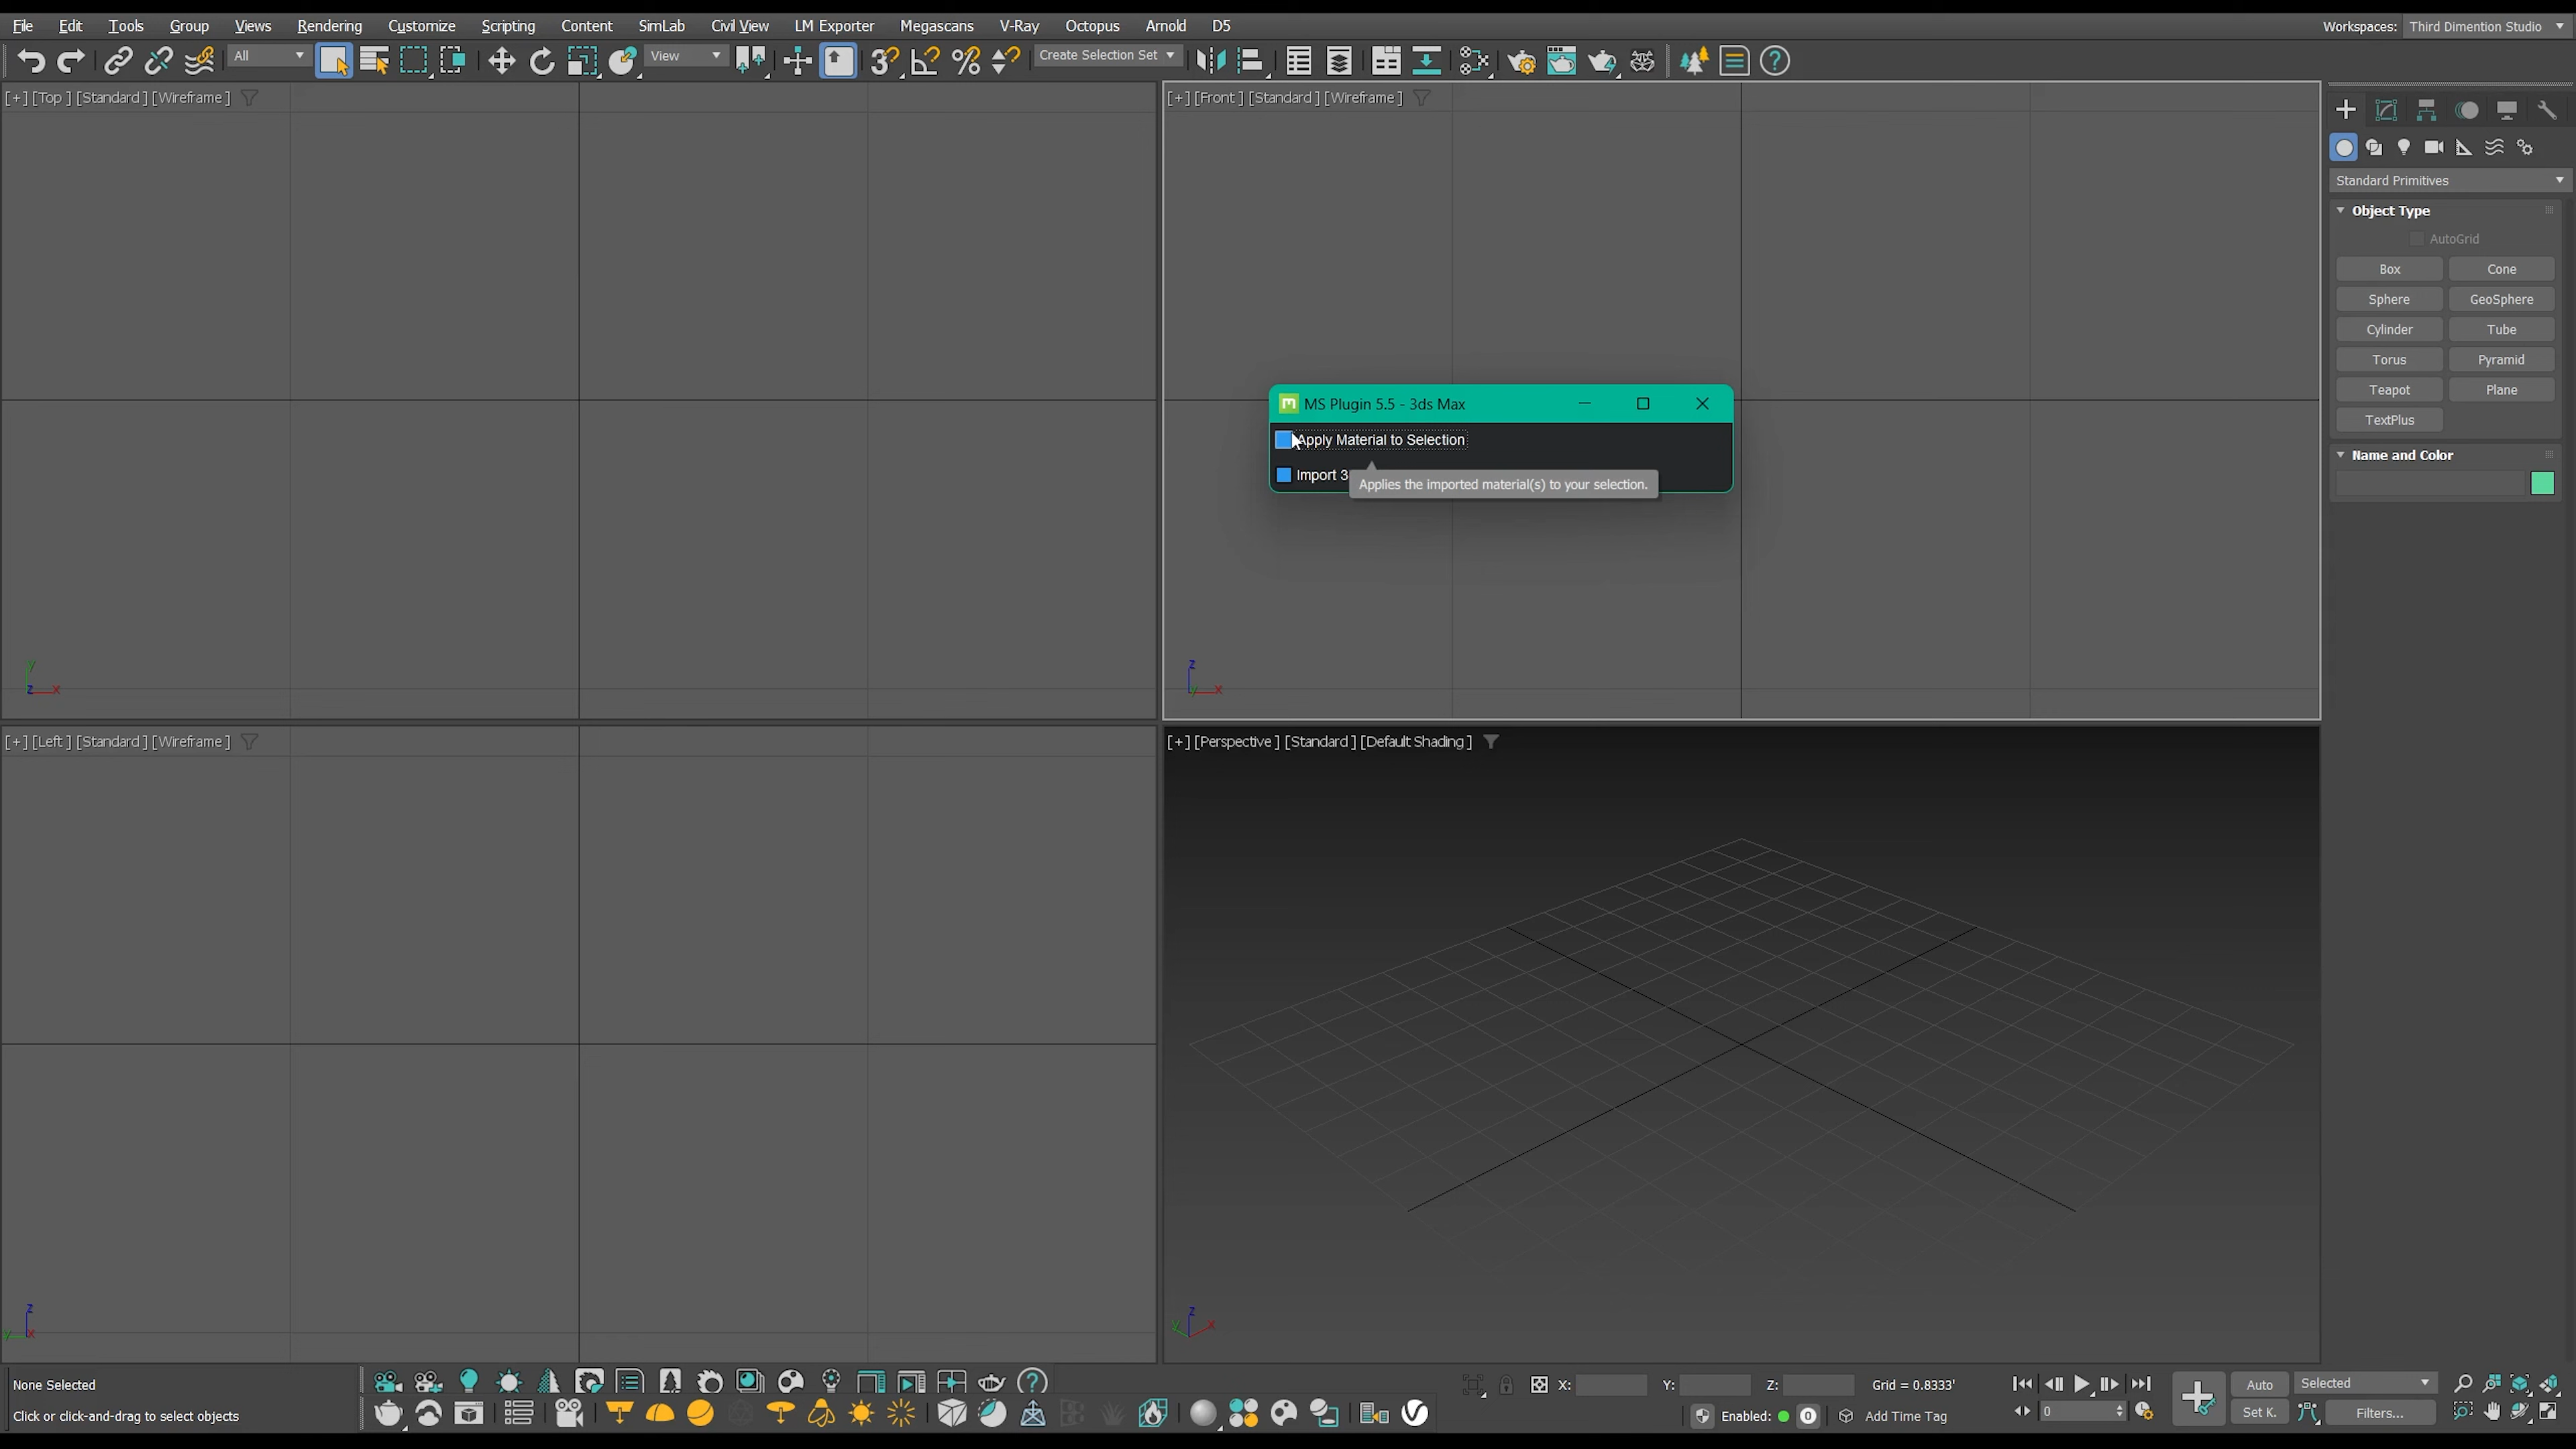 File Edit Tools Group Views Rendering Customize Scripting Content SimLab Civil View LM Exporter Megascans V-Ray Octopus Arnold D5 Workspaces: Third Dimention Studio
All View Create Selection Set
[+] [Top ] [Standard ] [Wireframe ]
[+] [Front ] [Standard ] [Wireframe ]
MS Plugin 5.5 - 3ds Max
Apply Material to Selection
Import 3
Applies the imported material(s) to your selection.
y
z x
z
y x
[+] [Left ] [Standard ] [Wireframe ]
[+] [Perspective ] [Standard ] [Default Shading ]
z
y x
z
y x
Standard Primitives
Object Type
AutoGrid
Box Cone
Sphere GeoSphere
Cylinder Tube
Torus Pyramid
Teapot Plane
TextPlus
Name and Color
None Selected
Click or click-and-drag to select objects
X: Y: Z: Grid = 0.8333'
Enabled: 0 Add Time Tag
0
Auto Selected
Set K. Filters...